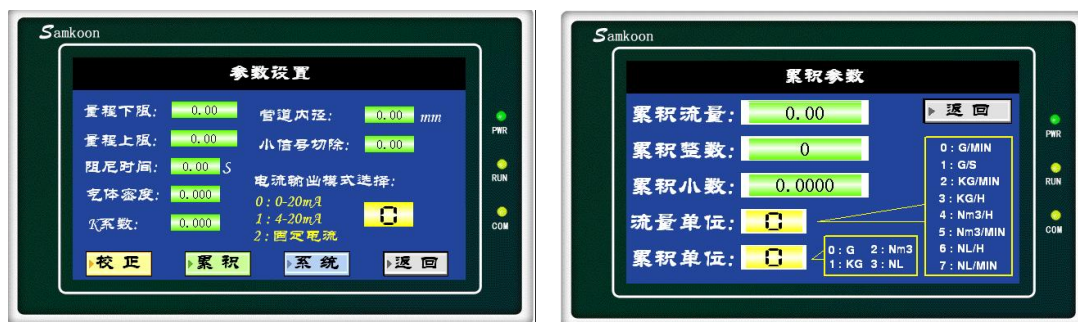 Samkoon
参数设置
量程下限: 0.00 管道内径: 0.00 mm
量程上限: 0.00 小信号切除: 0.00
阻尼时间: 0.00 S
电流输出模式选择:
气体密度: 0.000 0:0-20mA
1:4-20mA 0
K系数: 0.000 2:固定电流
校正 累积 系统 返回
PWR
RUN
COM
Samkoon
累积参数
累积流量: 0.00 返回
累积整数: 0
累积小数: 0.0000
流量单位: 0
累积单位: 0
0:G 2:Nm3
1:KG 3:NL
0:G/MIN
1:G/S
2:KG/MIN
3:KG/H
4:Nm3/H
5:Nm3/MIN
6:NL/H
7:NL/MIN
PWR
RUN
COM